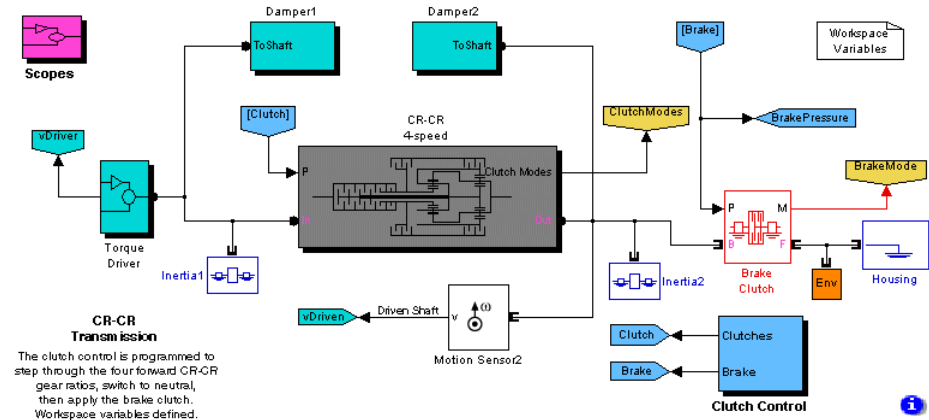 Damper1
Damper2
[Brake]
Workspace
Variables
ToShaft
ToShaft
Scopes
CR-CR
4-speed
[Clutch]
ClutchModes
BrakePressure
vDriver
P
Clutch Modes
BrakeMode
P
M
In
Out
B
F
Torque
Driver
Inertia1
Inertia2
Brake
Clutch
Env
Housing
CR-CR
Transmission
The clutch control is programmed to
step through the four forward CR-CR
gear ratios, switch to neutral,
then apply the brake clutch.
Workspace variables defined.
vDriven
Driven Shaft
v
ω
Motion Sensor2
Clutch
Clutches
Brake
Brake
Clutch Control
i